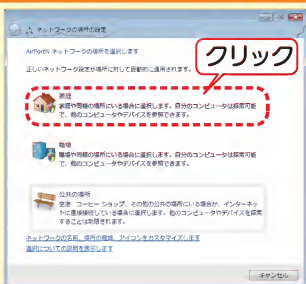 ネットワークの場所の設定
AirPortN ネットワークの場所を選択します
正しいネットワーク設定が場所に対して自動的に適用されます。
クリック
家庭
家庭や同種の場所にいる場合に選択します。自分のコンピュータは探索可能
で、他のコンピュータやデバイスを参照できます。
職場
職場や同種の場所にいる場合に選択します。自分のコンピュータは探索可能
で、他のコンピュータやデバイスを参照できます。
公共の場所
空港、コーヒー ショップ、その他の公共の場所にいる場合か、インターネッ
トに直接接続している場合に選択します。他のコンピュータやデバイスを探索
することは制限されます。
ネットワークの名前、場所の種類、アイコンをカスタマイズします
選択についての説明を表示します
キャンセル